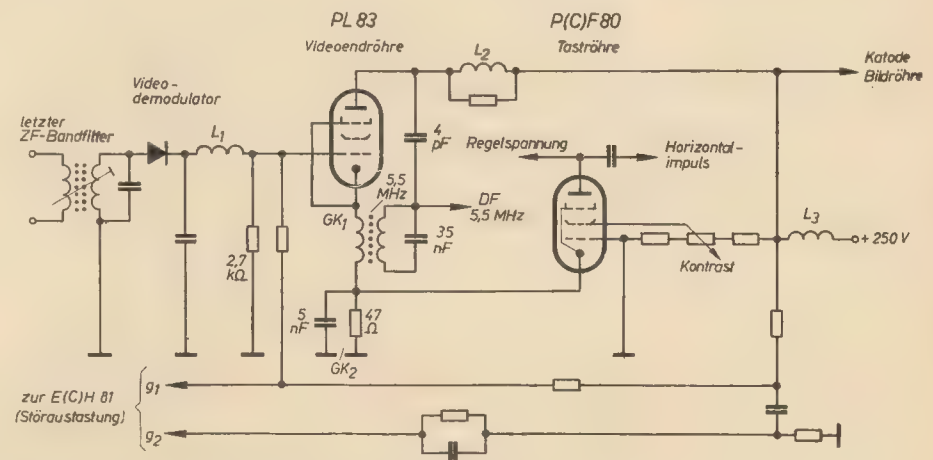 PL 83
Videoendröhre
P(C)F80
Taströhre
L2
Katode
Bildröhre
Video-
demodulator
letzter
ZF-Bandfilter
L1
4
pF
Regelspannung
Horizontal-
impuls
5,5
MHz
DF
5,5 MHz
GK1
35
nF
L3
+ 250 V
Kontrast
2,7
kΩ
5
nF
47
Ω
GK2
zur E(C)H 81
(Störaustastung)
g1
g2